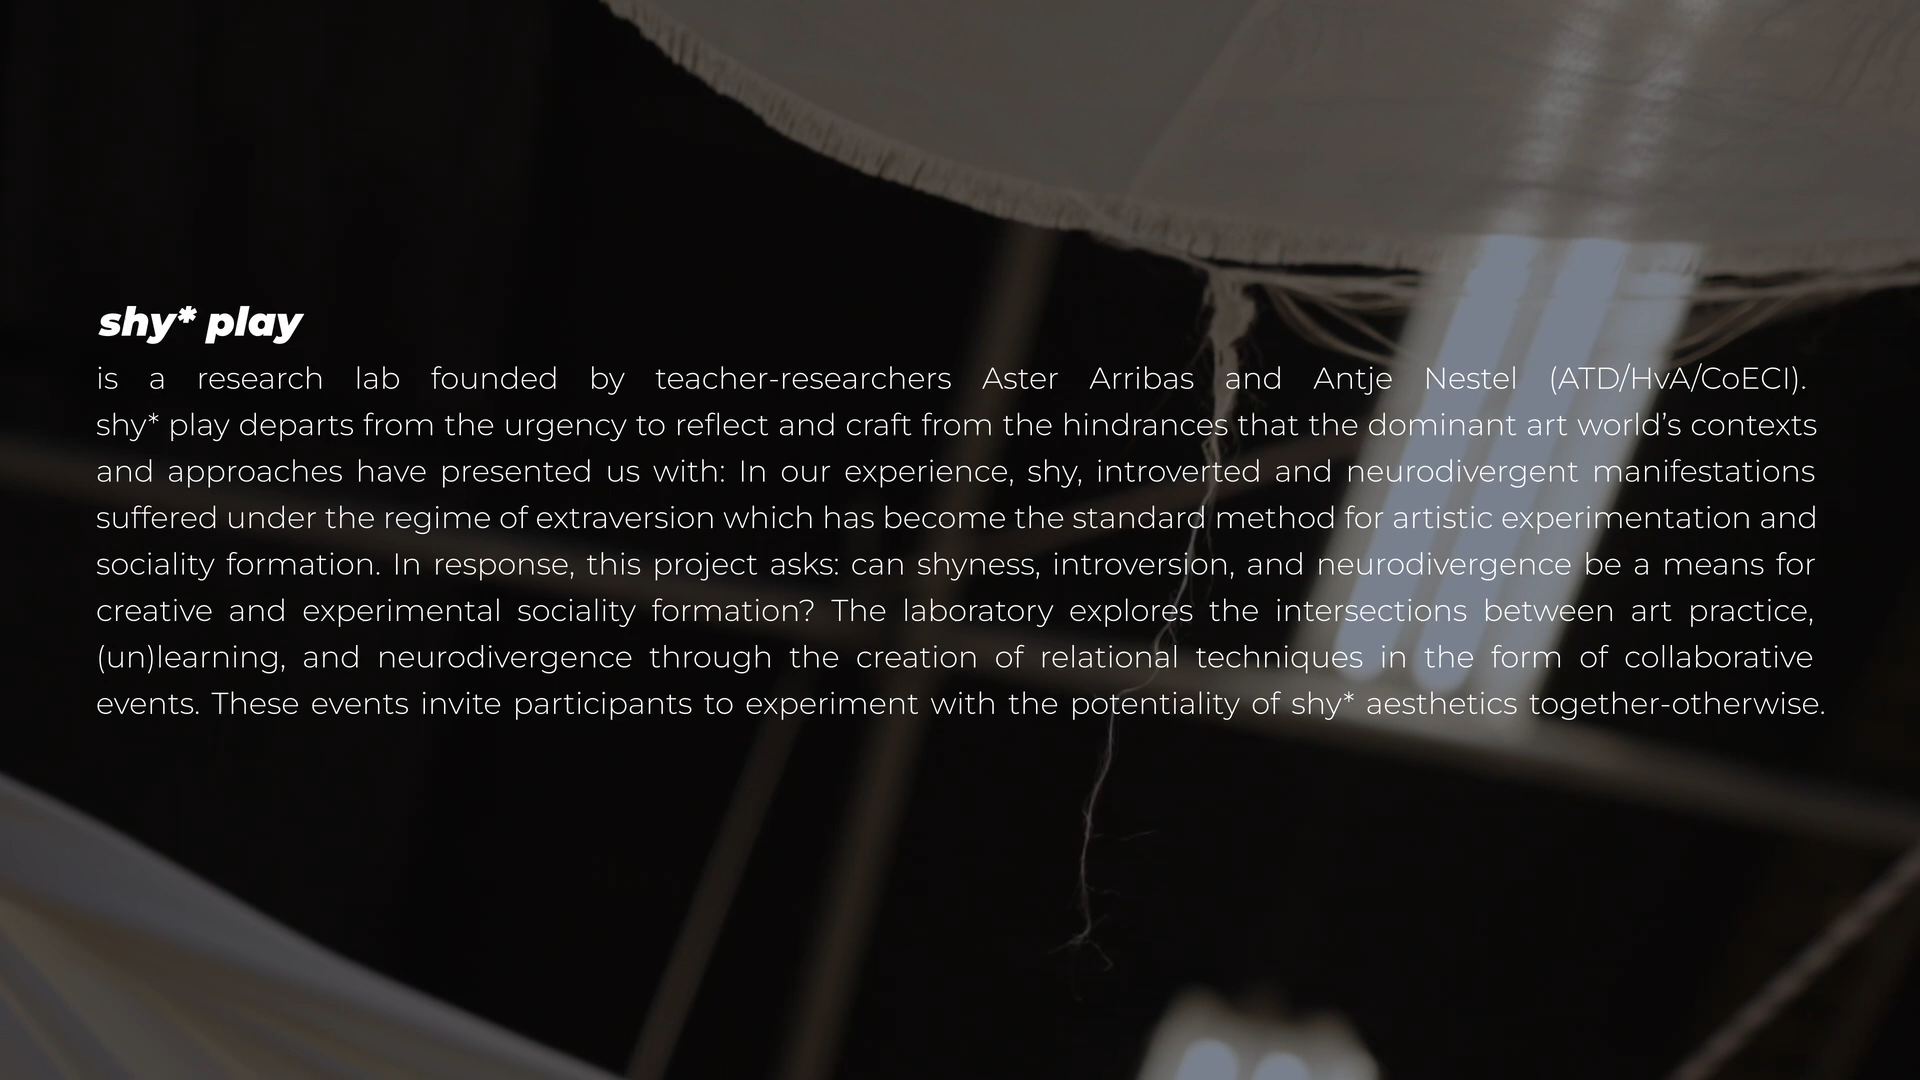 shy* play
is a research lab founded by teacher-researchers Aster Arribas and Antje Nestel (ATD/HvA/CoECI).
shy* play departs from the urgency to reflect and craft from the hindrances that the dominant art world’s contexts
and approaches have presented us with: In our experience, shy, introverted and neurodivergent manifestations
suffered under the regime of extraversion which has become the standard method for artistic experimentation and
sociality formation. In response, this project asks: can shyness, introversion, and neurodivergence be a means for
creative and experimental sociality formation? The laboratory explores the intersections between art practice,
(un)learning, and neurodivergence through the creation of relational techniques in the form of collaborative
events. These events invite participants to experiment with the potentiality of shy* aesthetics together-otherwise.